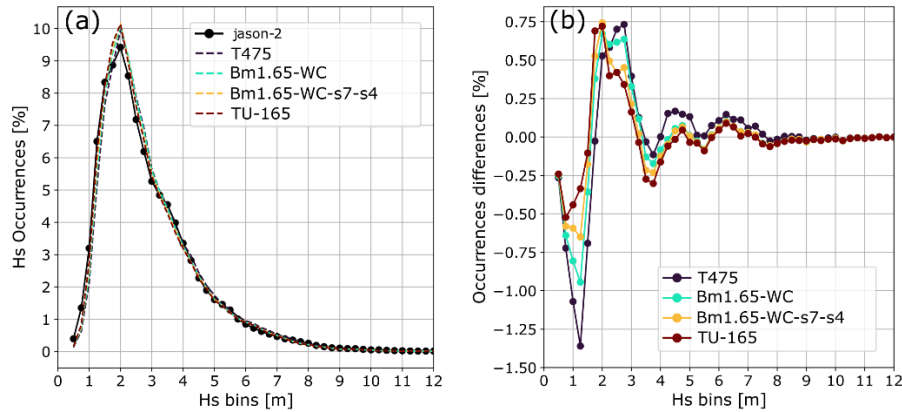 (a)
Hs Occurrences [%]
10
9
8
7
6
5
4
3
2
1
0
jason-2
T475
Bm1.65-WC
Bm1.65-WC-s7-s4
TU-165
0 1 2 3 4 5 6 7 8 9 10 11 12
Hs bins [m]
(b)
Occurrences differences [%]
0.75
0.50
0.25
0.00
−0.25
−0.50
−0.75
−1.00
−1.25
−1.50
T475
Bm1.65-WC
Bm1.65-WC-s7-s4
TU-165
0 1 2 3 4 5 6 7 8 9 10 11 12
Hs bins [m]